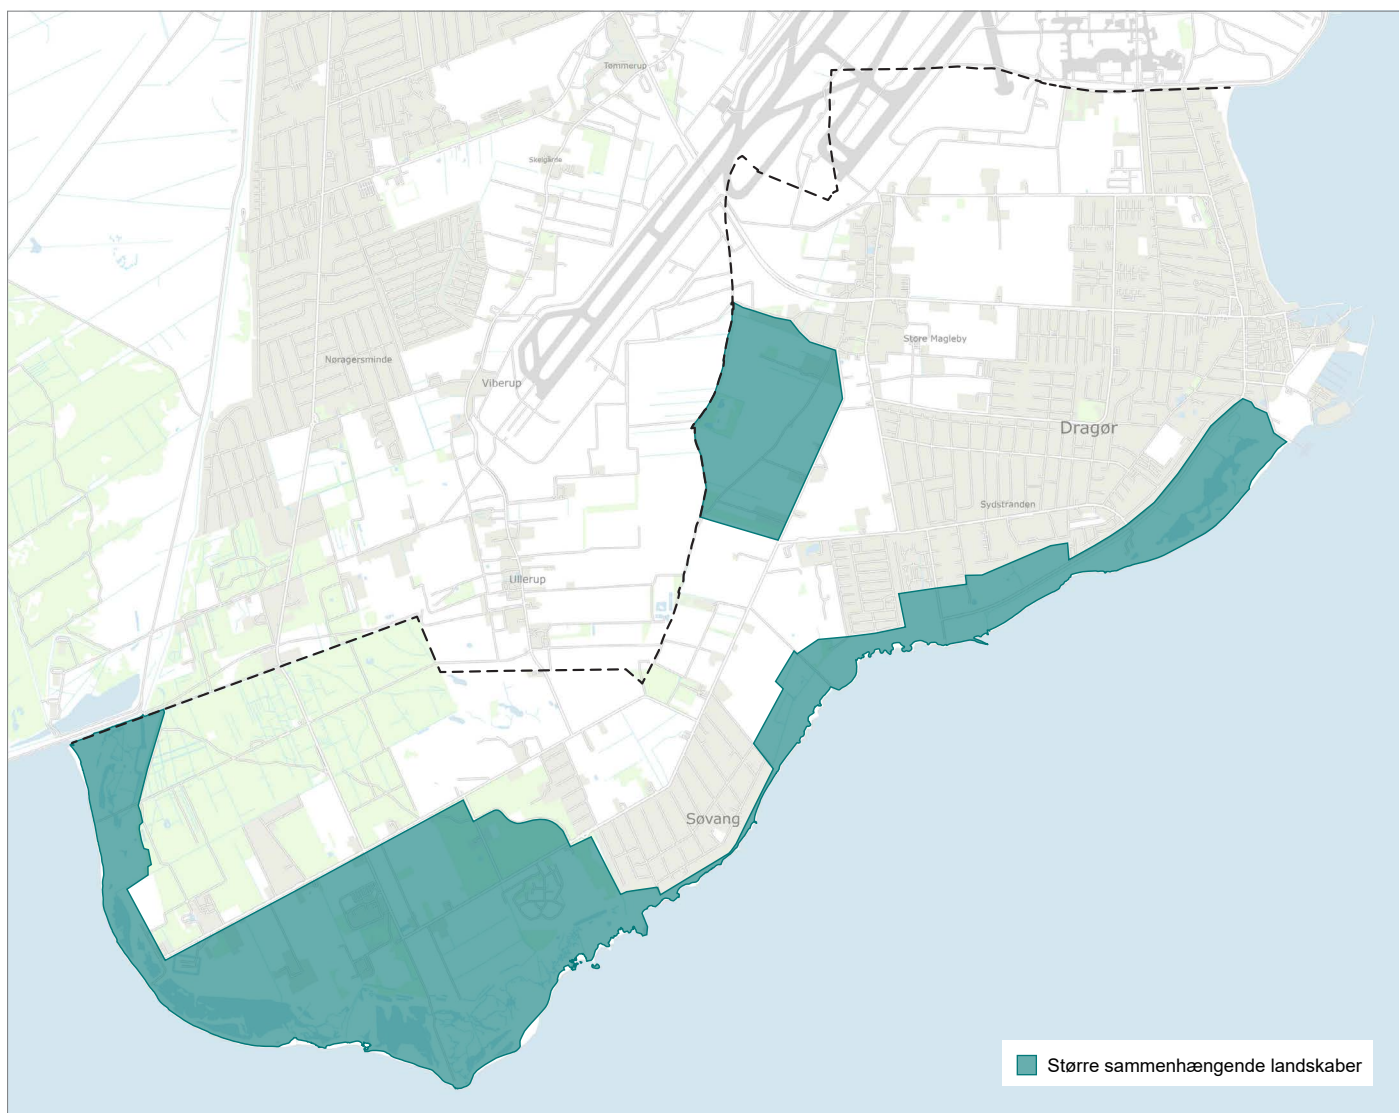 Tømmerup
Skelgårde
Nøragersminde
Viberup
Store Magleby
Dragør
Sydstranden
Ullerup
Søvang
Større sammenhængende landskaber